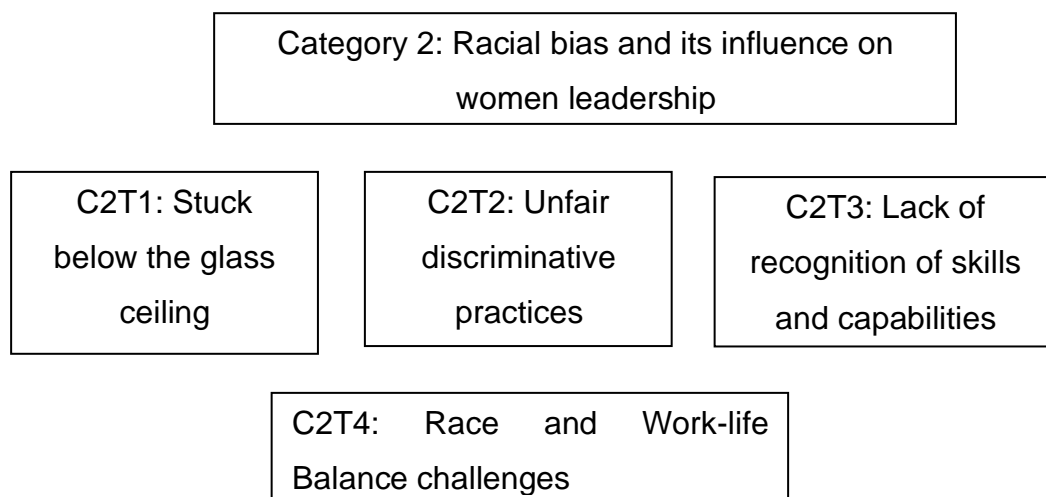 Category 2: Racial bias and its influence on
women leadership
C2T1: Stuck
below the glass
ceiling
C2T2: Unfair
discriminative
practices
C2T3: Lack of
recognition of skills
and capabilities
C2T4: Race and Work-life
Balance challenges